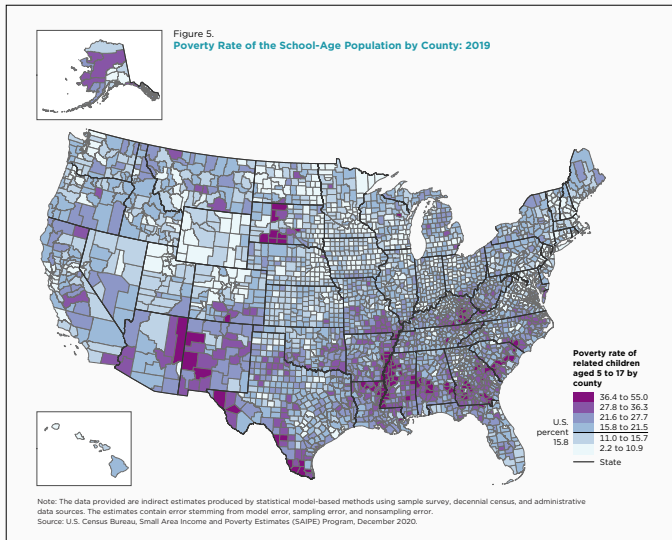 Figure 5.
Poverty Rate of the School-Age Population by County: 2019
Poverty rate of
related children
aged 5 to 17 by
county
36.4 to 55.0
27.8 to 36.3
21.6 to 27.7
15.8 to 21.5
11.0 to 15.7
2.2 to 10.9
U.S.
percent
15.8
State
Note: The data provided are indirect estimates produced by statistical model-based methods using sample survey, decennial census, and administrative
data sources. The estimates contain error stemming from model error, sampling error, and nonsampling error.
Source: U.S. Census Bureau, Small Area Income and Poverty Estimates (SAIPE) Program, December 2020.